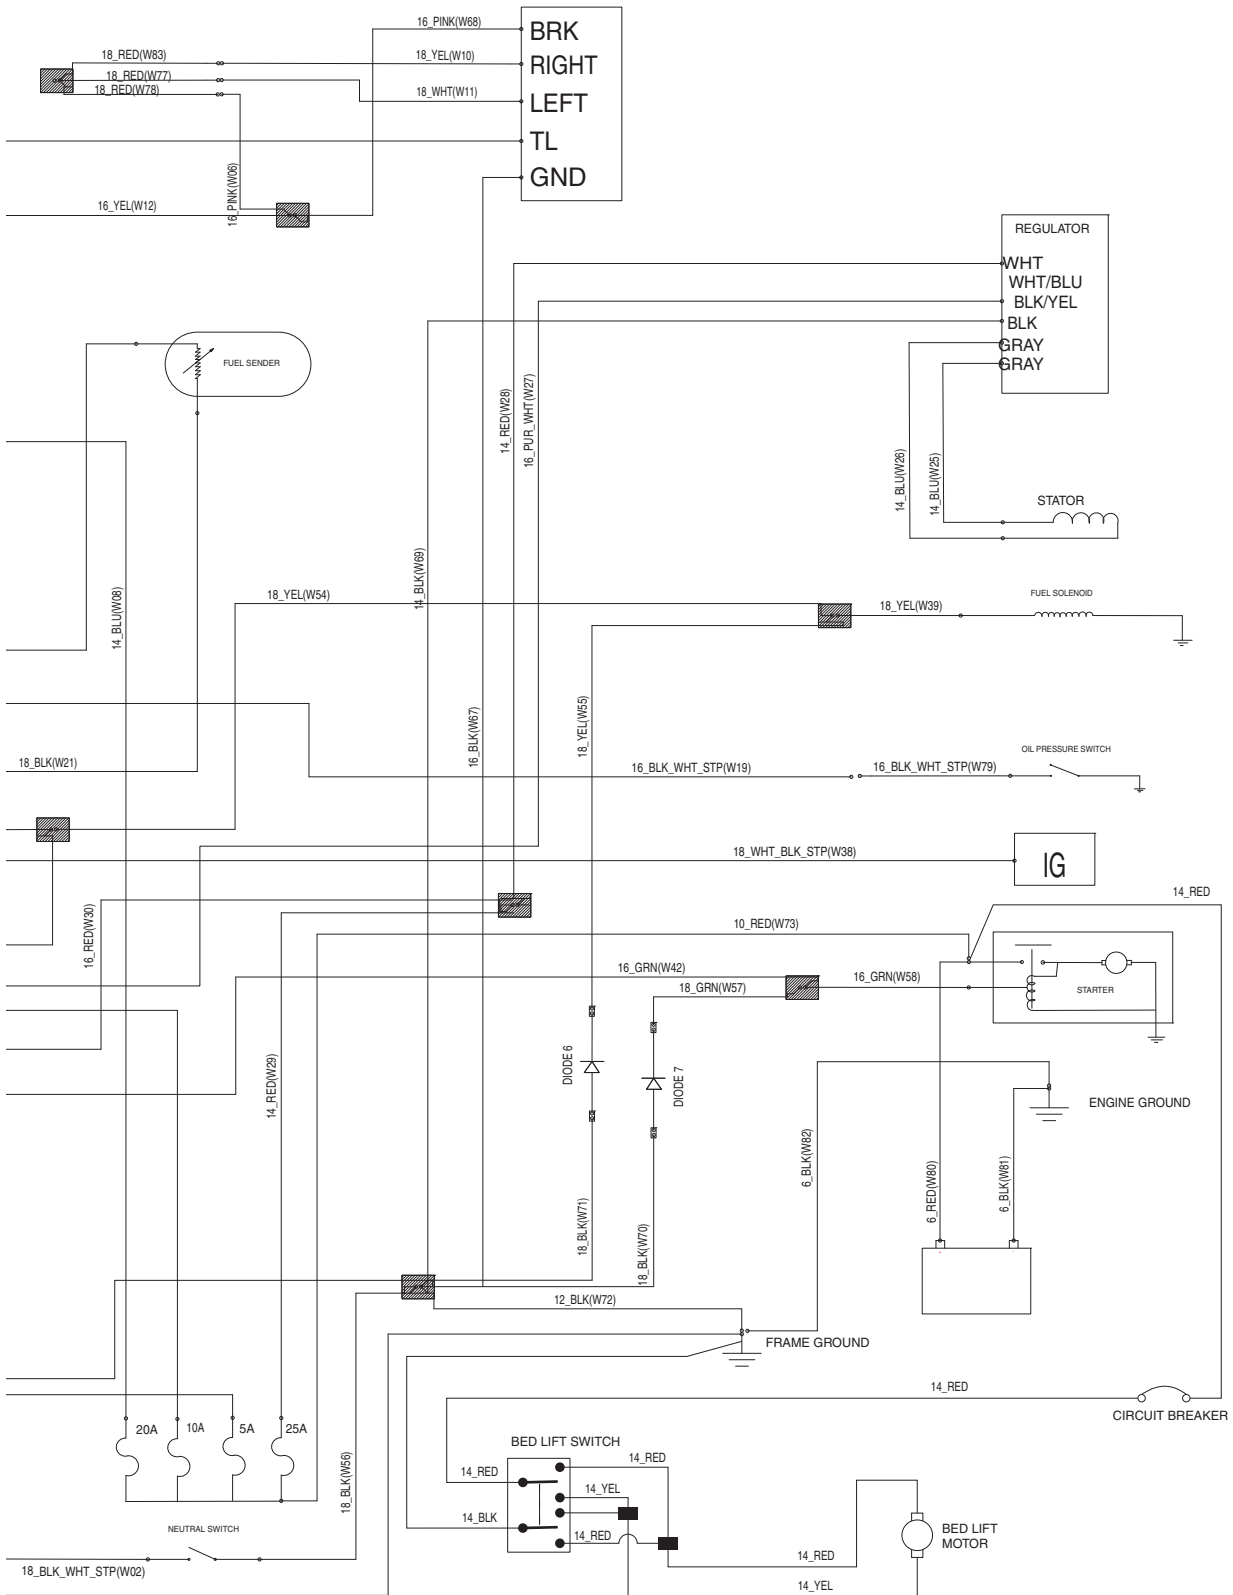 16_PINK(W68)
BRK
18_RED(W83)
18_YEL(W10)
RIGHT
18_RED(W77)
18_RED(W78)
18_WHT(W11)
LEFT
TL
GND
16_PINK(W06)
16_YEL(W12)
REGULATOR
WHT
WHT/BLU
BLK/YEL
BLK
GRAY
GRAY
FUEL SENDER
14_RED(W28)
16_PUR_WHT(W27)
14_BLU(W26)
14_BLU(W25)
STATOR
14_BLK(W69)
14_BLU(W08)
18_YEL(W54)
18_YEL(W39)
FUEL SOLENOID
16_BLK(W67)
18_YEL(W55)
18_BLK(W21)
16_BLK_WHT_STP(W19)
16_BLK_WHT_STP(W79)
OIL PRESSURE SWITCH
18_WHT_BLK_STP(W38)
IG
14_RED
16_RED(W30)
10_RED(W73)
16_GRN(W42)
18_GRN(W57)
16_GRN(W58)
STARTER
14_RED(W29)
DIODE 6
DIODE 7
ENGINE GROUND
6_BLK(W82)
6_RED(W80)
6_BLK(W81)
18_BLK(W71)
18_BLK(W70)
12_BLK(W72)
FRAME GROUND
14_RED
CIRCUIT BREAKER
20A
10A
5A
25A
18_BLK(W56)
BED LIFT SWITCH
14_RED
14_RED
14_YEL
14_BLK
14_RED
NEUTRAL SWITCH
18_BLK_WHT_STP(W02)
BED LIFT
MOTOR
14_RED
14_YEL